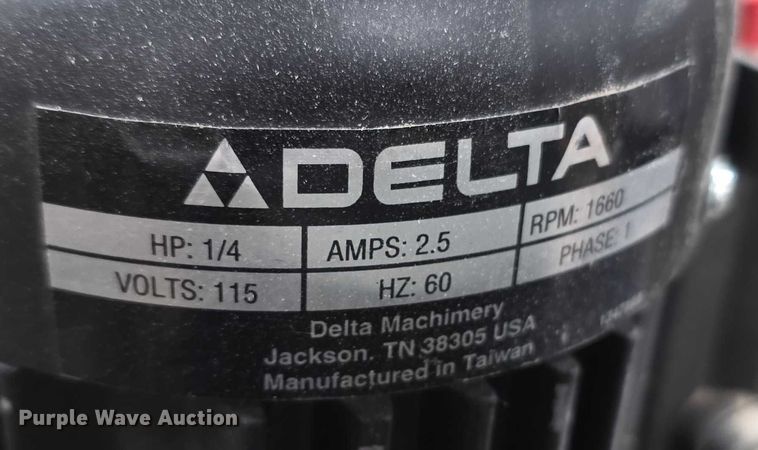 DELTA
HP: 1/4 AMPS: 2.5 RPM: 1660
VOLTS: 115 HZ: 60 PHASE: 1
Delta Machimery
Jackson, TN 38305 USA
Manufactured in Taiwan
Purple Wave Auction